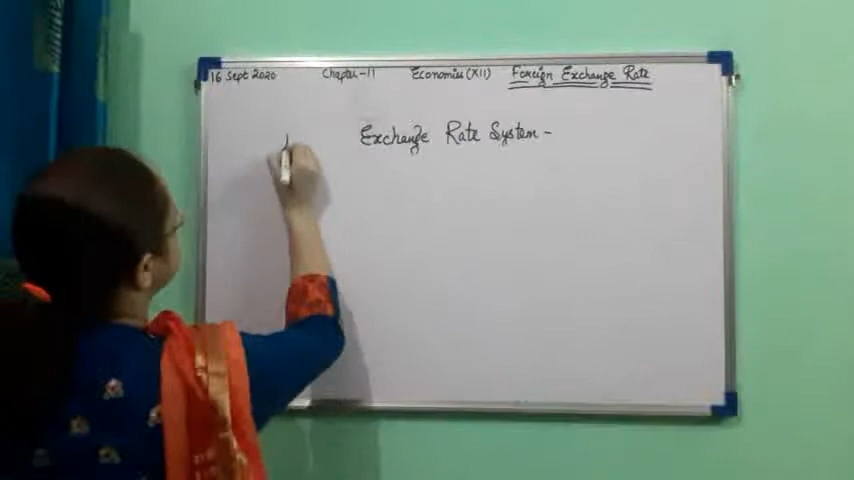 16 Sept 2020 Chapter-11 Economics (XII) Foreign Exchange Rate
Exchange Rate System -